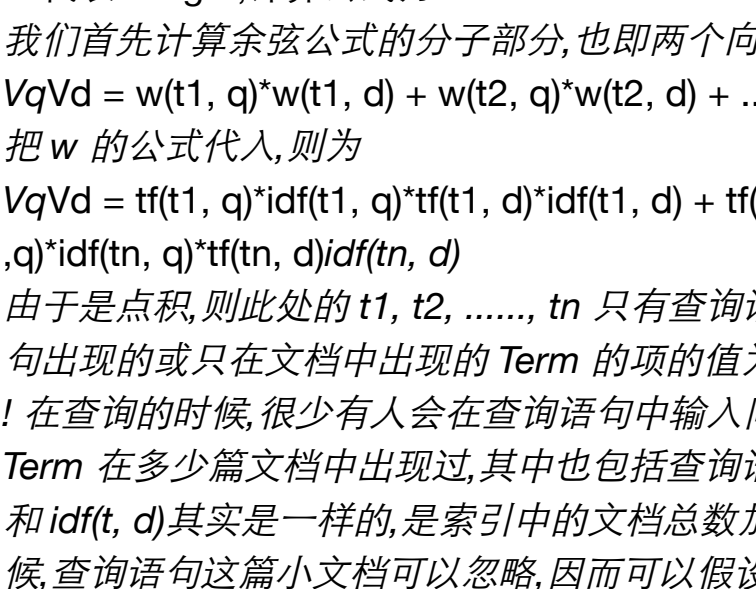 我们首先计算余弦公式的分子部分,也即两个向
VqVd = w(t1, q)*w(t1, d) + w(t2, q)*w(t2, d) + ..
把 w 的公式代入,则为
VqVd = tf(t1, q)*idf(t1, q)*tf(t1, d)*idf(t1, d) + tf(
,q)*idf(tn, q)*tf(tn, d)idf(tn, d)
由于是点积,则此处的 t1, t2, ......, tn 只有查询
句出现的或只在文档中出现的 Term 的项的值
! 在查询的时候,很少有人会在查询语句中输入
Term 在多少篇文档中出现过,其中也包括查询
和 idf(t, d)其实是一样的,是索引中的文档总数
候,查询语句这篇小文档可以忽略,因而可以假设